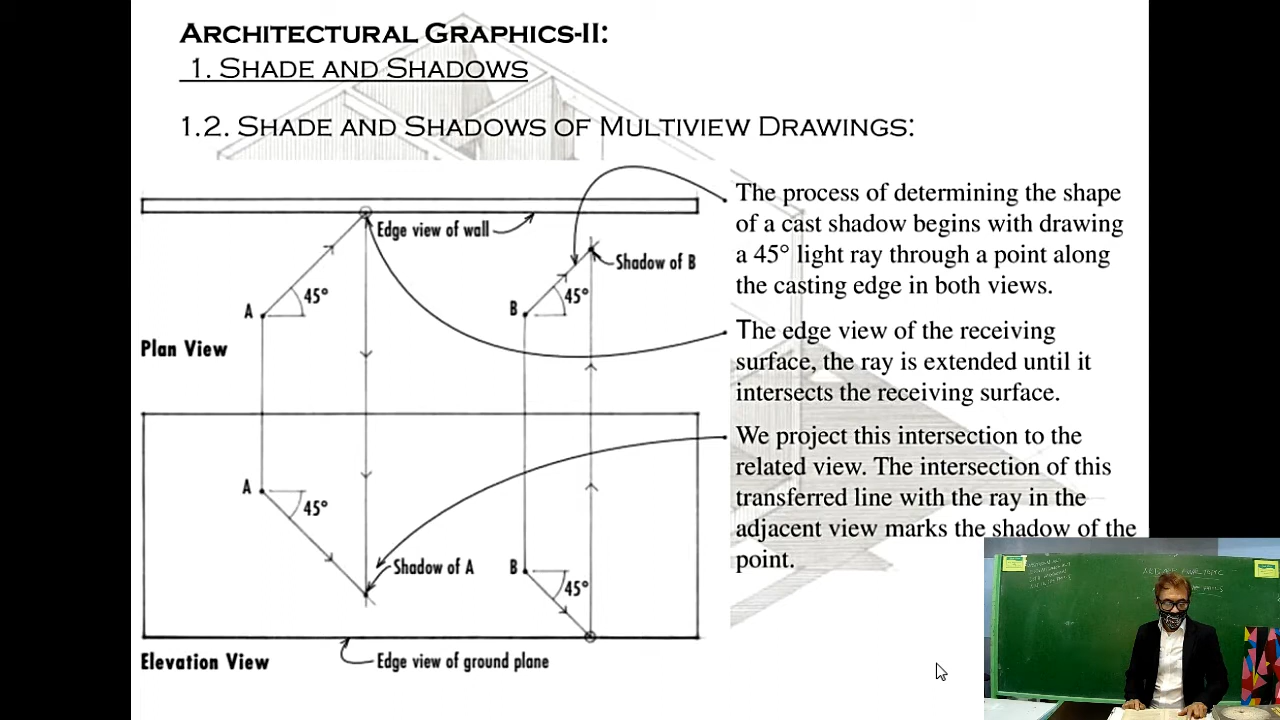 Architectural Graphics-II:
1. Shade and Shadows
1.2. Shade and Shadows of Multiview Drawings:
The process of determining the shape
of a cast shadow begins with drawing
a 45° light ray through a point along
the casting edge in both views.
The edge view of the receiving
surface, the ray is extended until it
intersects the receiving surface.
We project this intersection to the
related view. The intersection of this
transferred line with the ray in the
adjacent view marks the shadow of the
point.
Edge view of wall
Shadow of B
A
45°
B
45°
Plan View
A
45°
Shadow of A
B
45°
Elevation View
Edge view of ground plane